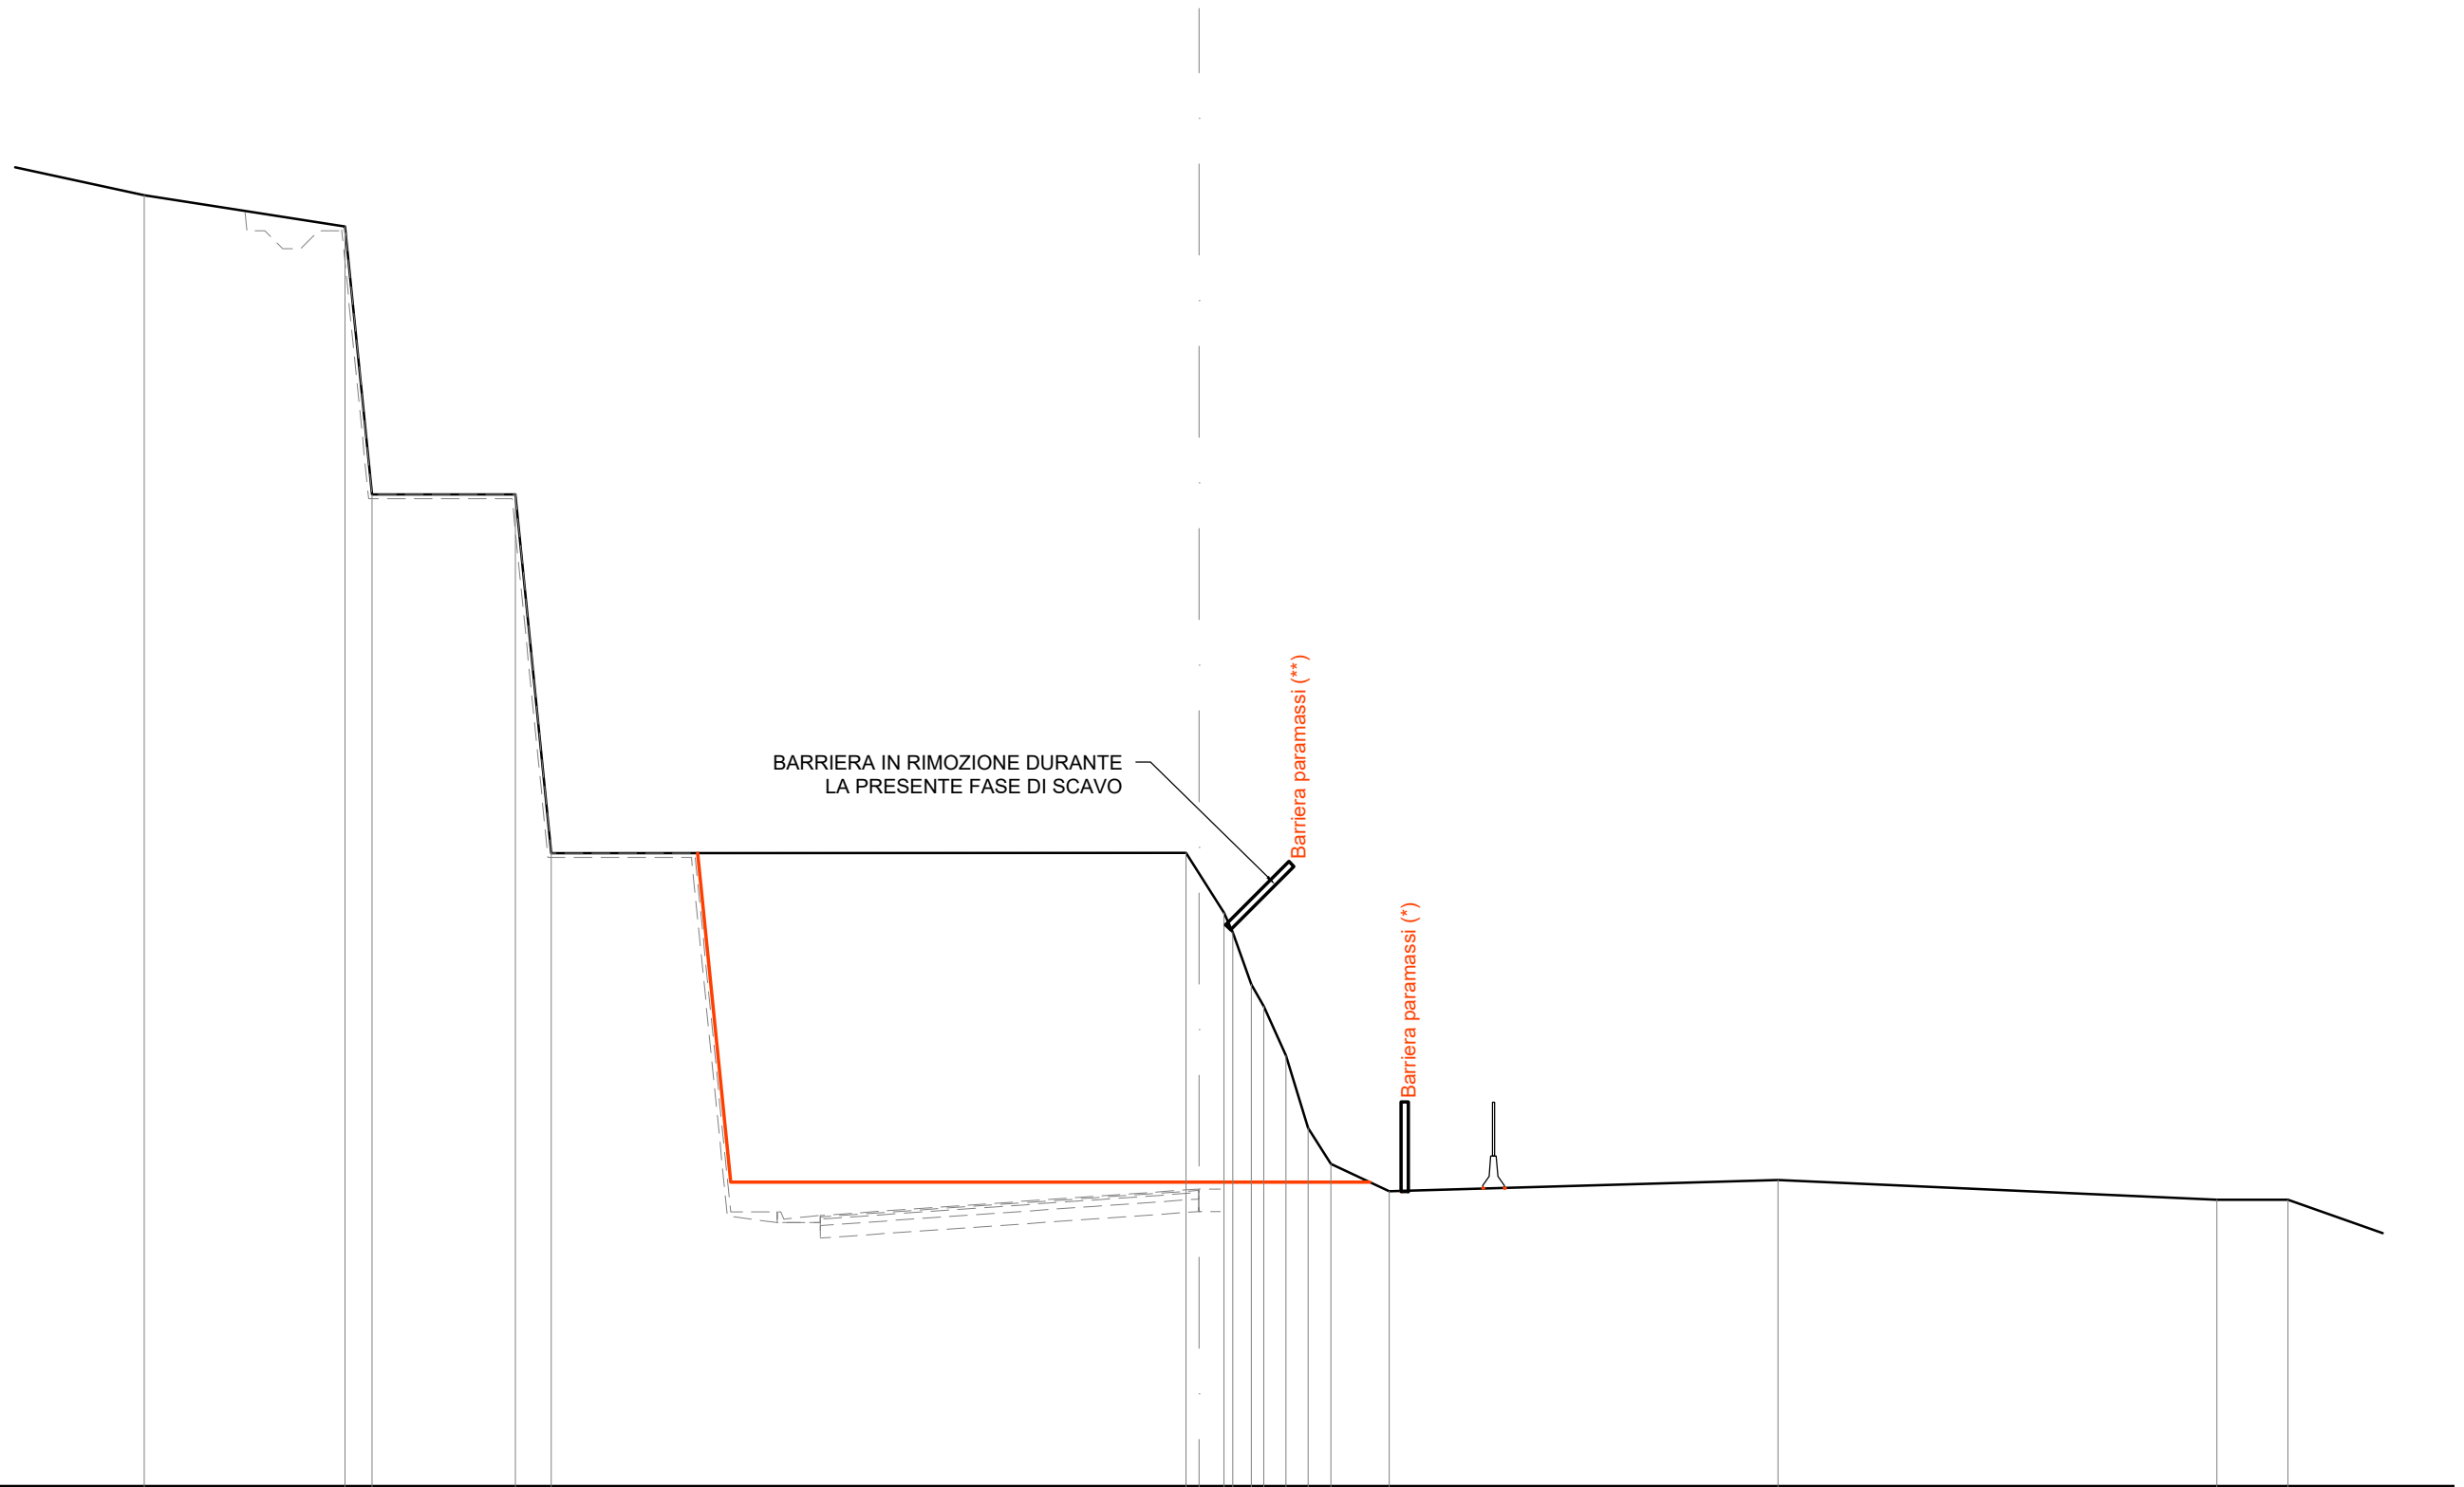 Barriera paramassi (**)
BARRIERA IN RIMOZIONE DURANTE
LA PRESENTE FASE DI SCAVO
Barriera paramassi (*)